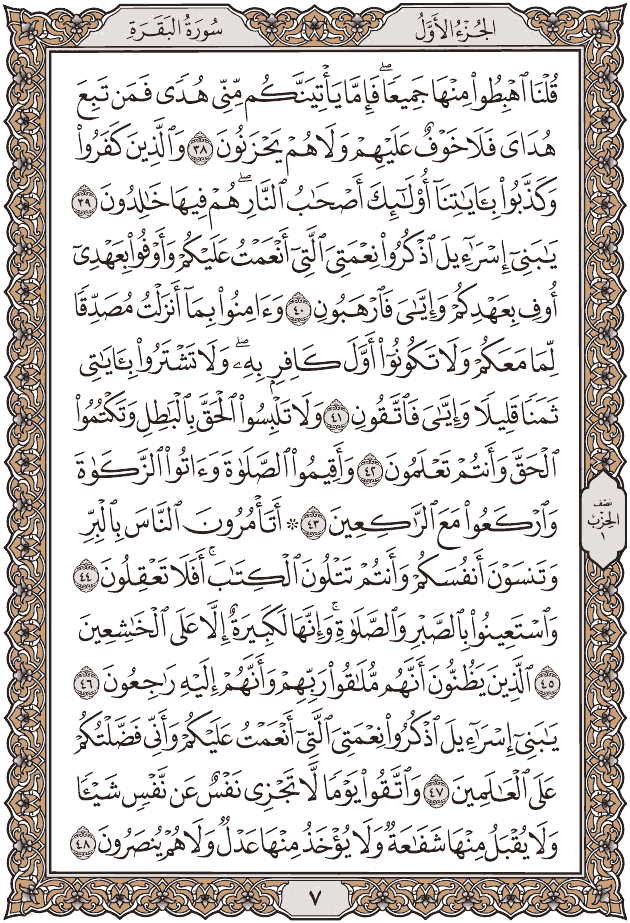 الجُزْءُ الأَوَّلُ
سُورَةُ البَقَرَةِ
قُلْنَا ٱهْبِطُوا۟ مِنْهَا جَمِيعًاۖ فَإِمَّا يَأْتِيَنَّكُم مِّنِّى هُدًى فَمَن تَبِعَ
هُدَاىَ فَلَا خَوْفٌ عَلَيْهِمْ وَلَا هُمْ يَحْزَنُونَ ٣٨ وَٱلَّذِينَ كَفَرُوا۟
وَكَذَّبُوا۟ بِـَٔايَـٰتِنَآ أُو۟لَـٰٓئِكَ أَصْحَـٰبُ ٱلنَّارِۖ هُمْ فِيهَا خَـٰلِدُونَ ٣٩
يَـٰبَنِىٓ إِسْرَٰٓءِيلَ ٱذْكُرُوا۟ نِعْمَتِىَ ٱلَّتِىٓ أَنْعَمْتُ عَلَيْكُمْ وَأَوْفُوا۟ بِعَهْدِىٓ
أُوفِ بِعَهْدِكُمْ وَإِيَّـٰىَ فَٱرْهَبُونِ ٤٠ وَءَامِنُوا۟ بِمَآ أَنزَلْتُ مُصَدِّقًا
لِّمَا مَعَكُمْ وَلَا تَكُونُوٓا۟ أَوَّلَ كَافِرٍۭ بِهِۦۖ وَلَا تَشْتَرُوا۟ بِـَٔايَـٰتِى
ثَمَنًا قَلِيلًا وَإِيَّـٰىَ فَٱتَّقُونِ ٤١ وَلَا تَلْبِسُوا۟ ٱلْحَقَّ بِٱلْبَـٰطِلِ وَتَكْتُمُوا۟
ٱلْحَقَّ وَأَنتُمْ تَعْلَمُونَ ٤٢ وَأَقِيمُوا۟ ٱلصَّلَوٰةَ وَءَاتُوا۟ ٱلزَّكَوٰةَ
وَٱرْكَعُوا۟ مَعَ ٱلرَّٰكِعِينَ ٤٣ ۞ أَتَأْمُرُونَ ٱلنَّاسَ بِٱلْبِرِّ
وَتَنسَوْنَ أَنفُسَكُمْ وَأَنتُمْ تَتْلُونَ ٱلْكِتَـٰبَۚ أَفَلَا تَعْقِلُونَ ٤٤
وَٱسْتَعِينُوا۟ بِٱلصَّبْرِ وَٱلصَّلَوٰةِۚ وَإِنَّهَا لَكَبِيرَةٌ إِلَّا عَلَى ٱلْخَـٰشِعِينَ
٤٥ ٱلَّذِينَ يَظُنُّونَ أَنَّهُم مُّلَـٰقُوا۟ رَبِّهِمْ وَأَنَّهُمْ إِلَيْهِ رَٰجِعُونَ ٤٦
يَـٰبَنِىٓ إِسْرَٰٓءِيلَ ٱذْكُرُوا۟ نِعْمَتِىَ ٱلَّتِىٓ أَنْعَمْتُ عَلَيْكُمْ وَأَنِّى فَضَّلْتُكُمْ
عَلَى ٱلْعَـٰلَمِينَ ٤٧ وَٱتَّقُوا۟ يَوْمًا لَّا تَجْزِى نَفْسٌ عَن نَّفْسٍ شَيْـًٔا
وَلَا يُقْبَلُ مِنْهَا شَفَـٰعَةٌ وَلَا يُؤْخَذُ مِنْهَا عَدْلٌ وَلَا هُمْ يُنصَرُونَ ٤٨
نصف
الحزب
١
٧